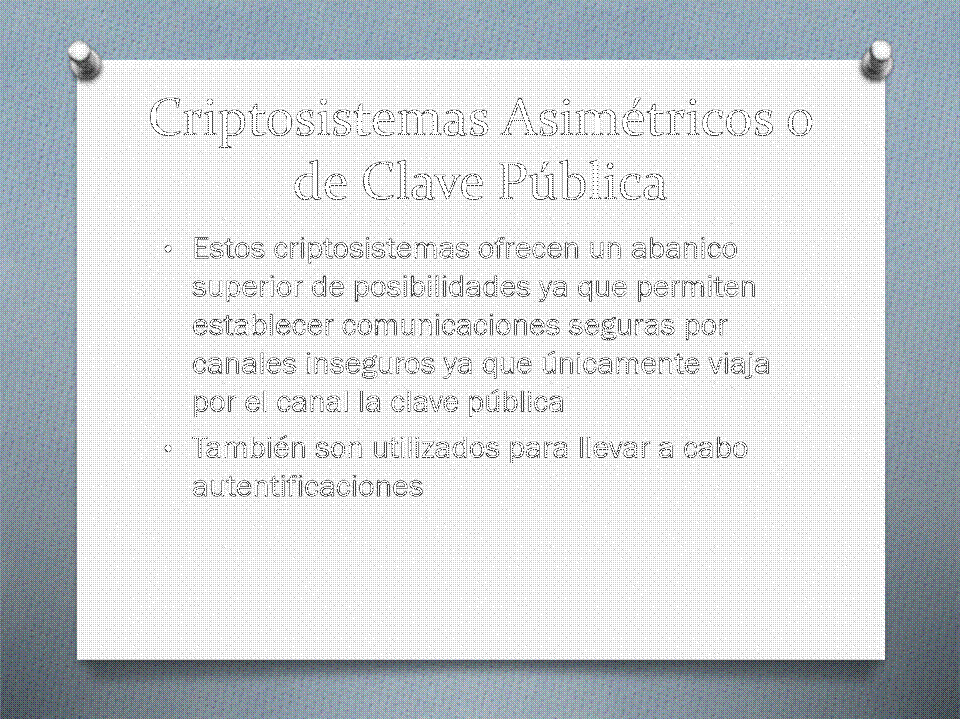 Criptosistemas Asimétricos o
de Clave Pública
• Estos criptosistemas ofrecen un abanico
superior de posibilidades ya que permiten
establecer comunicaciones seguras por
canales inseguros ya que únicamente viaja
por el canal la clave pública
• También son utilizados para llevar a cabo
autentificaciones